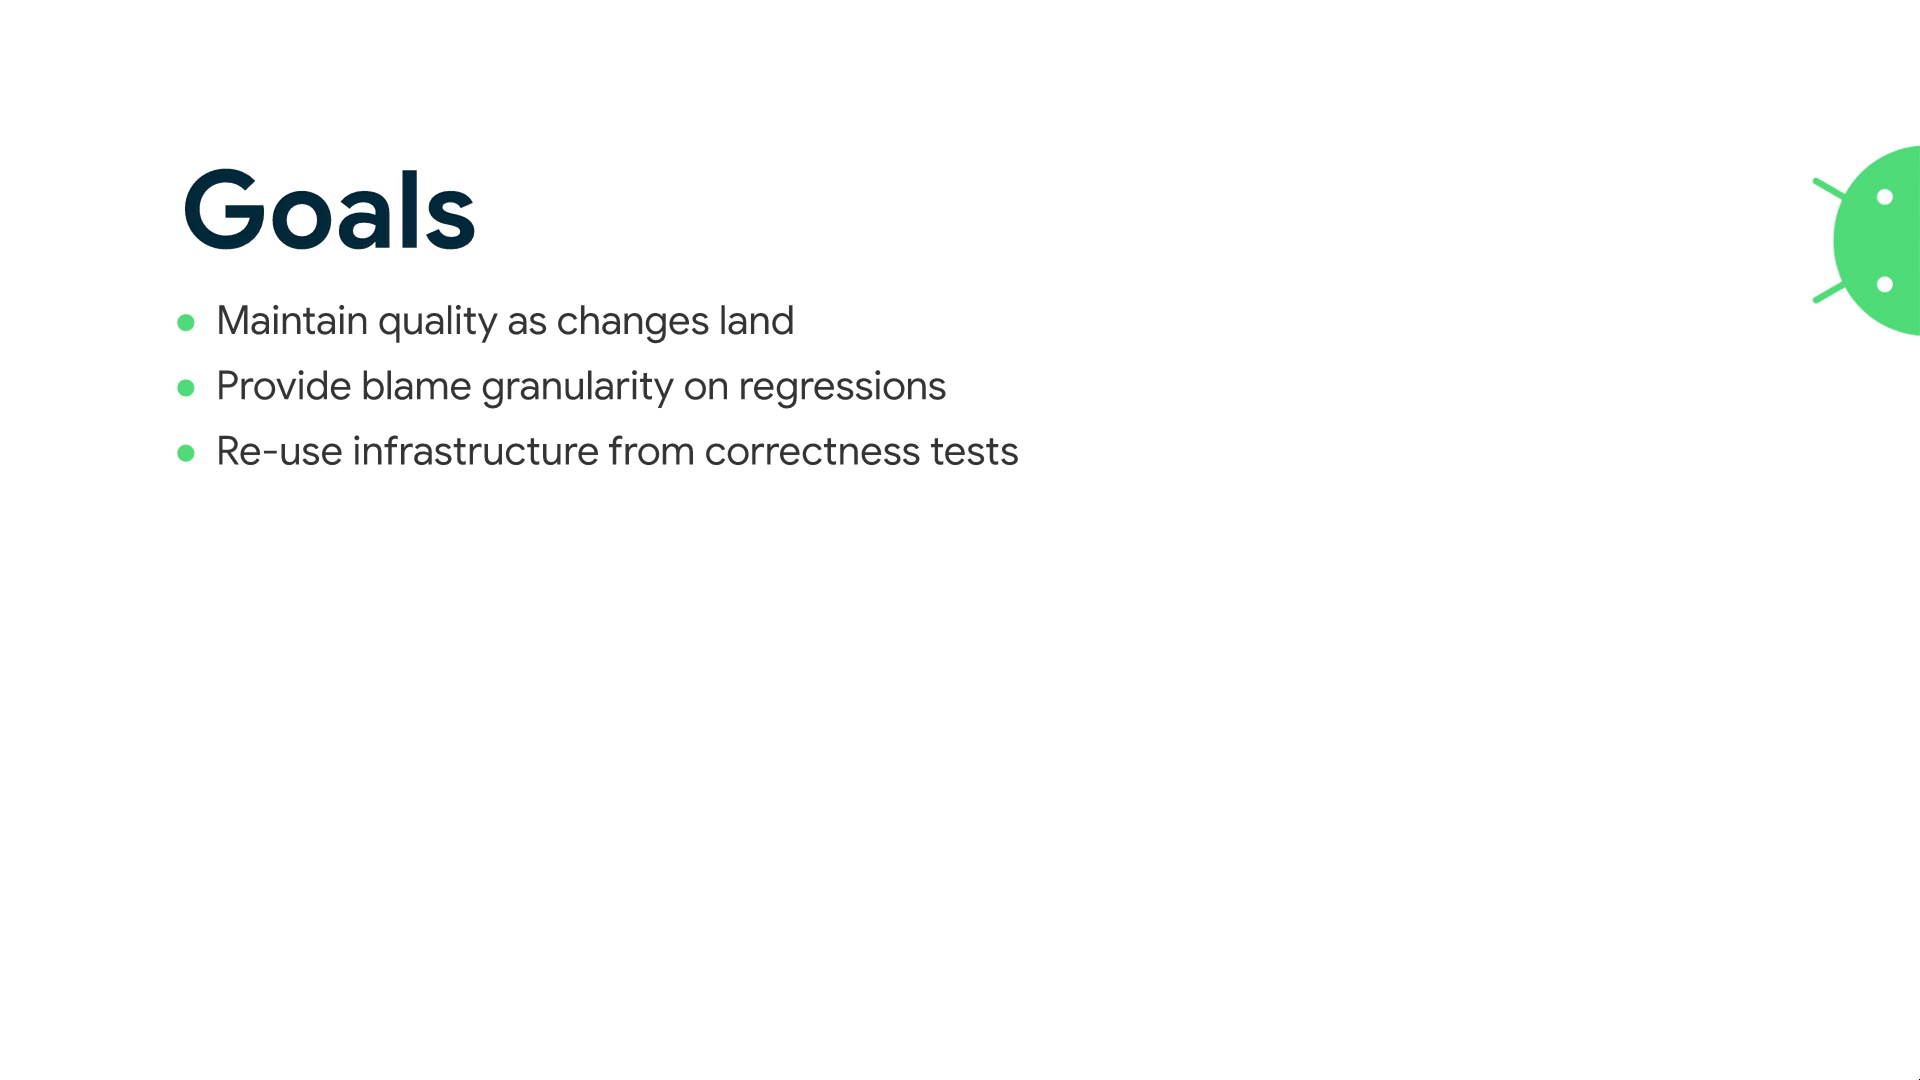 Goals
Maintain quality as changes land
Provide blame granularity on regressions
Re-use infrastructure from correctness tests